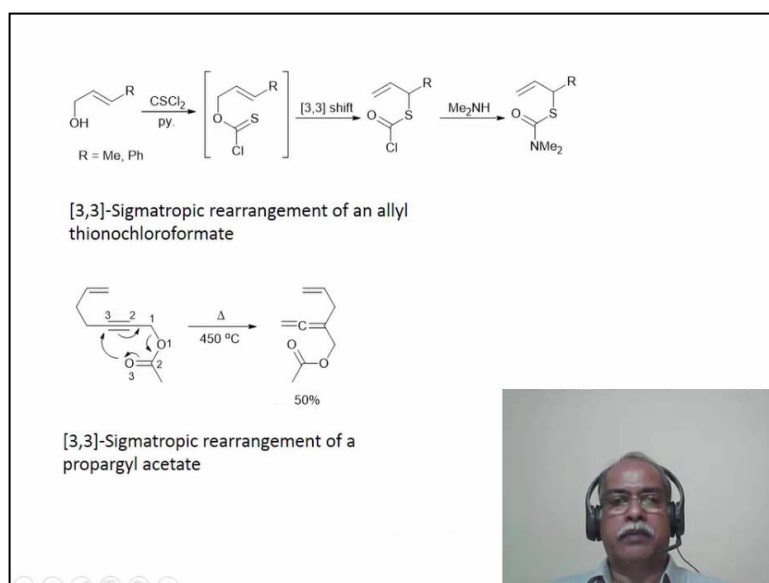 OH
R
R = Me, Ph
CSCl2
py.
R
O
S
Cl
[3,3] shift
R
S
O
Cl
Me2NH
R
S
O
NMe2
[3,3]-Sigmatropic rearrangement of an allyl
thionochloroformate
3
2
1
O1
O
2
3
Δ
450 ºC
O
O
50%
[3,3]-Sigmatropic rearrangement of a
propargyl acetate